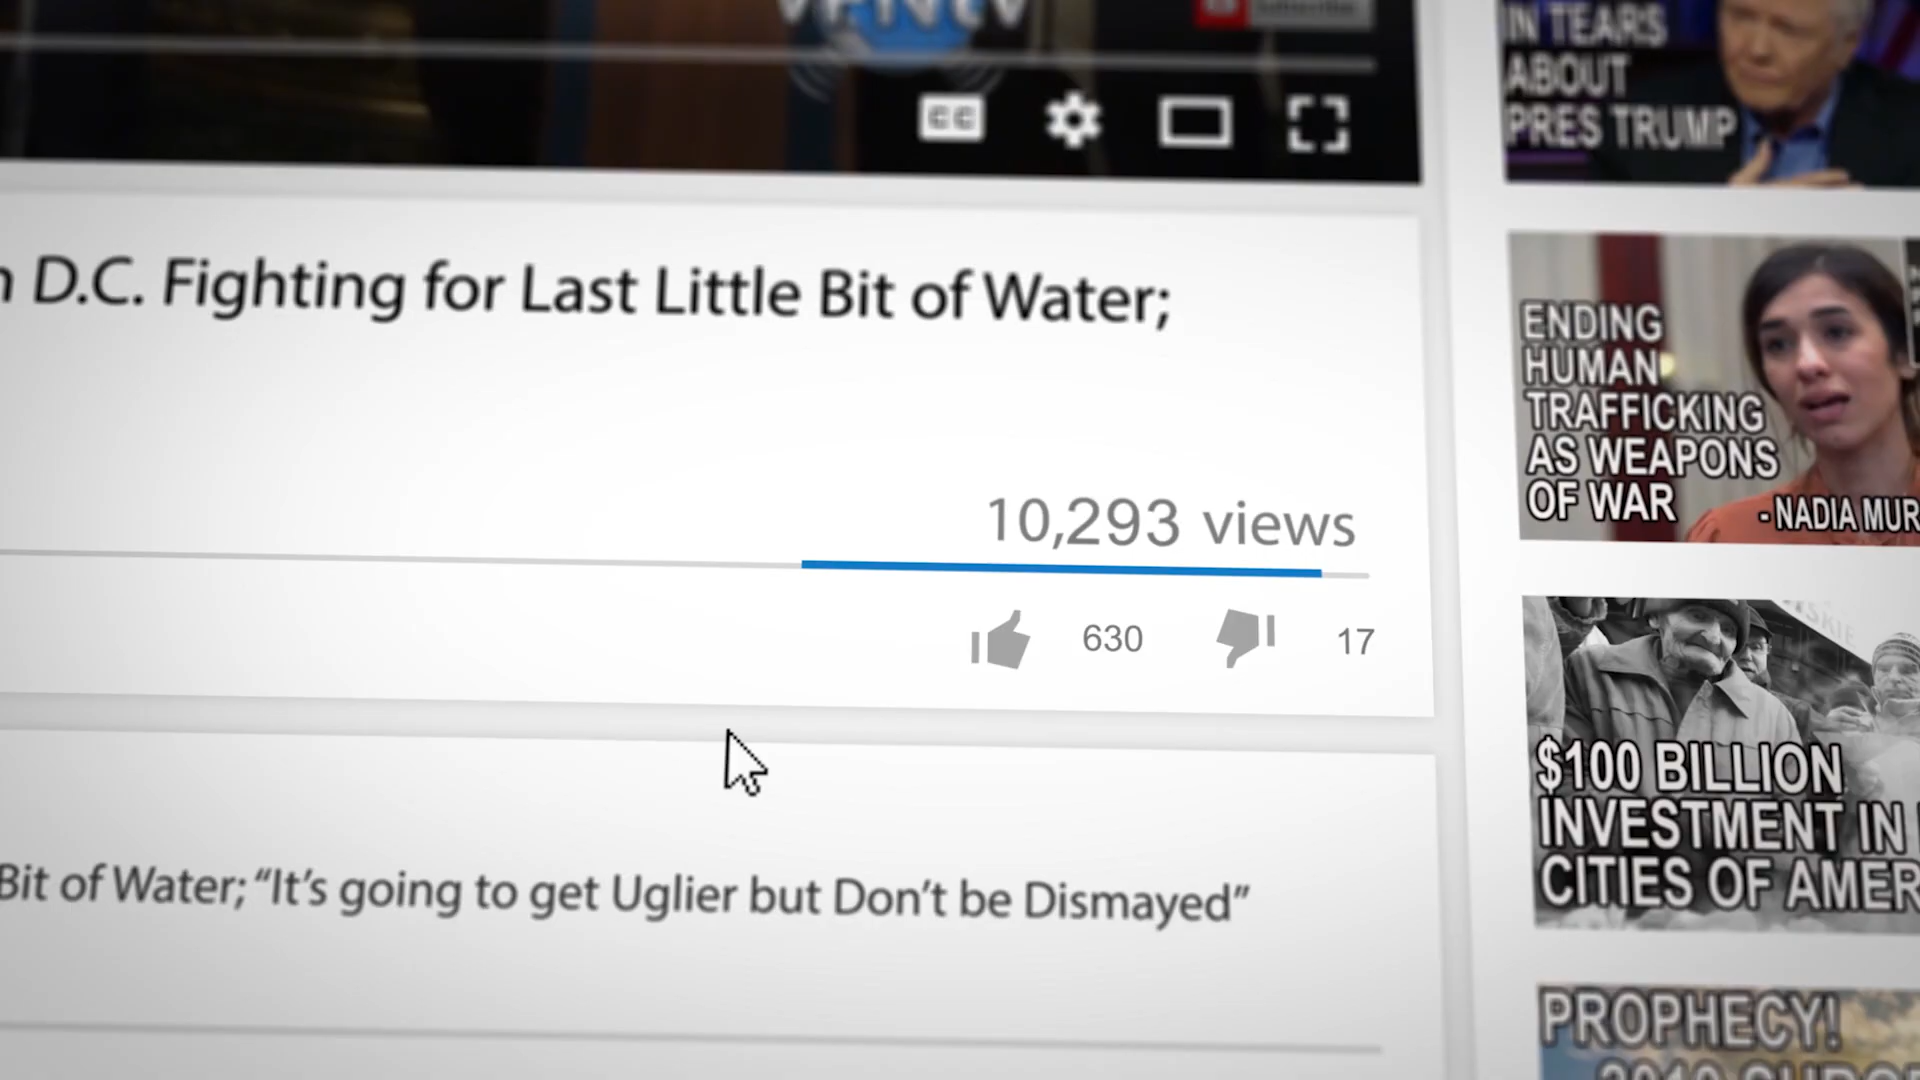 VFNtv
CC
n D.C. Fighting for Last Little Bit of Water;
10,293 views
630
17
Bit of Water; “It’s going to get Uglier but Don’t be Dismayed”
IN TEARS
ABOUT
PRES TRUMP
ENDING
HUMAN
TRAFFICKING
AS WEAPONS
OF WAR
- NADIA MUR
$100 BILLION
INVESTMENT IN
CITIES OF AMER
PROPHECY!